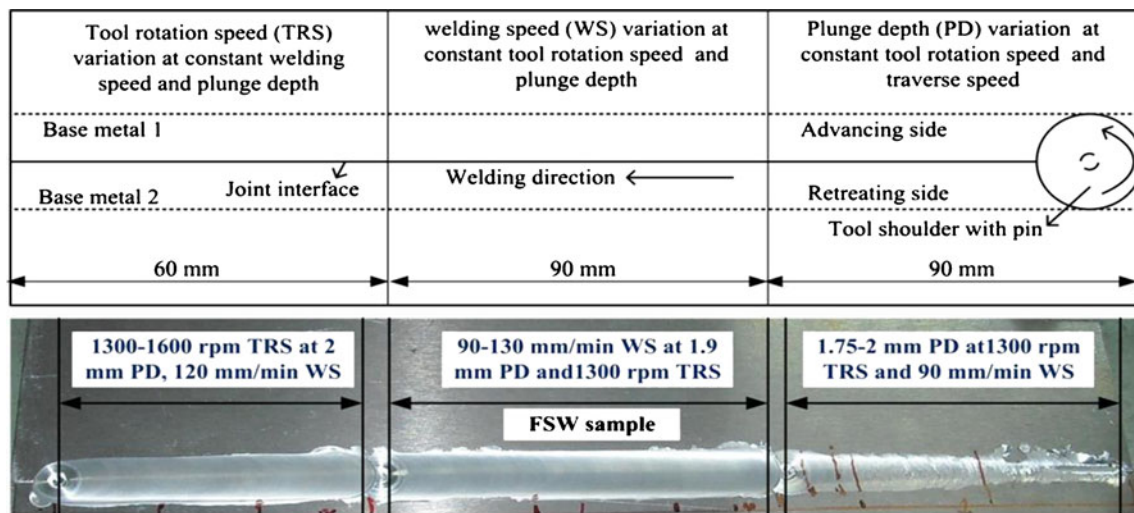 Tool rotation speed (TRS)
variation at constant welding
speed and plunge depth
welding speed (WS) variation at
constant tool rotation speed and
plunge depth
Plunge depth (PD) variation at
constant tool rotation speed and
traverse speed
Base metal 1
Advancing side
Base metal 2
Joint interface
Welding direction
Retreating side
Tool shoulder with pin
60 mm
90 mm
90 mm
1300-1600 rpm TRS at 2
mm PD, 120 mm/min WS
90-130 mm/min WS at 1.9
mm PD and1300 rpm TRS
1.75-2 mm PD at1300 rpm
TRS and 90 mm/min WS
FSW sample